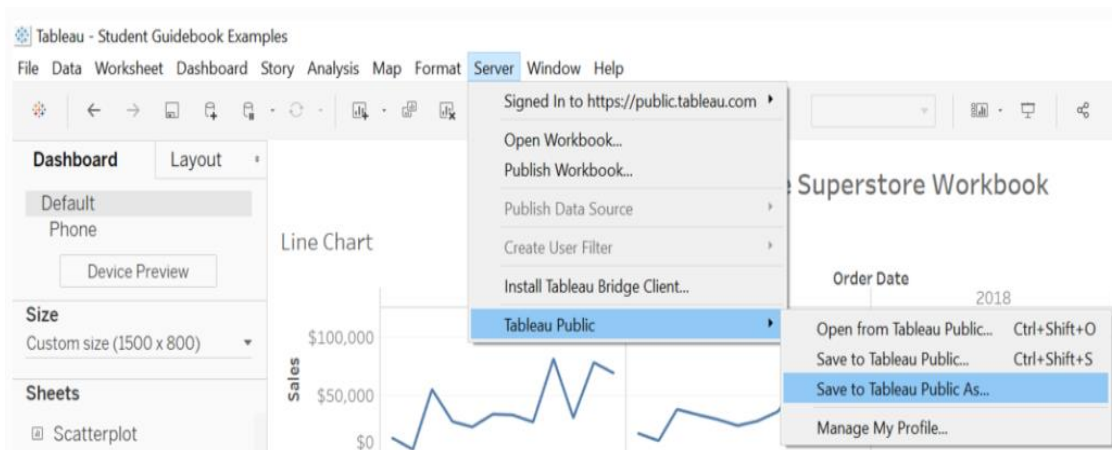 Tableau - Student Guidebook Examples
File Data Worksheet Dashboard Story Analysis Map Format Server Window Help
Signed In to https://public.tableau.com
Open Workbook...
Publish Workbook...
Publish Data Source
Create User Filter
Install Tableau Bridge Client...
Tableau Public
Open from Tableau Public... Ctrl+Shift+O
Save to Tableau Public... Ctrl+Shift+S
Save to Tableau Public As...
Manage My Profile...
Dashboard Layout
Default
Phone
Device Preview
Size
Custom size (1500 x 800)
Sheets
Scatterplot
Superstore Workbook
Line Chart
Order Date
2018
Sales
$100,000
$50,000
$0